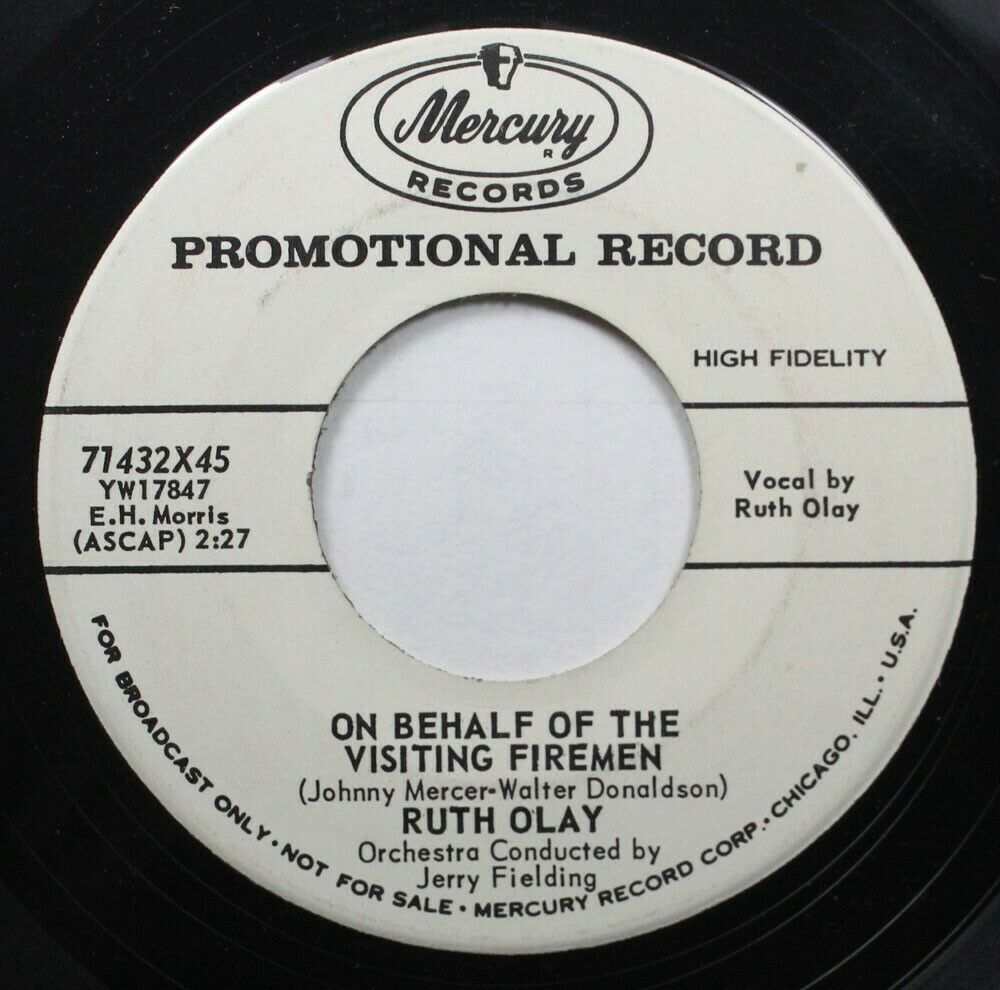 Mercury
R
RECORDS
PROMOTIONAL RECORD
HIGH FIDELITY
71432X45
YW17847
E.H. Morris
(ASCAP) 2:27
Vocal by
Ruth Olay
ON BEHALF OF THE
VISITING FIREMEN
(Johnny Mercer-Walter Donaldson)
RUTH OLAY
Orchestra Conducted by
Jerry Fielding
FOR BROADCAST ONLY • NOT FOR SALE • MERCURY RECORD CORP. • CHICAGO, ILL. • U.S.A.